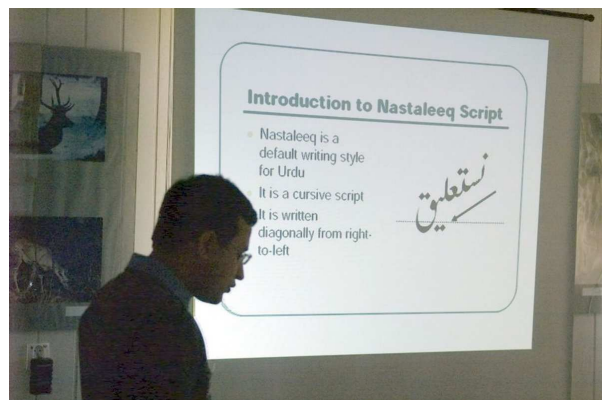 Introduction to Nastaleeq Script
Nastaleeq is a
default writing style
for Urdu
It is a cursive script
It is written
diagonally from right-
to-left
نستعلیق